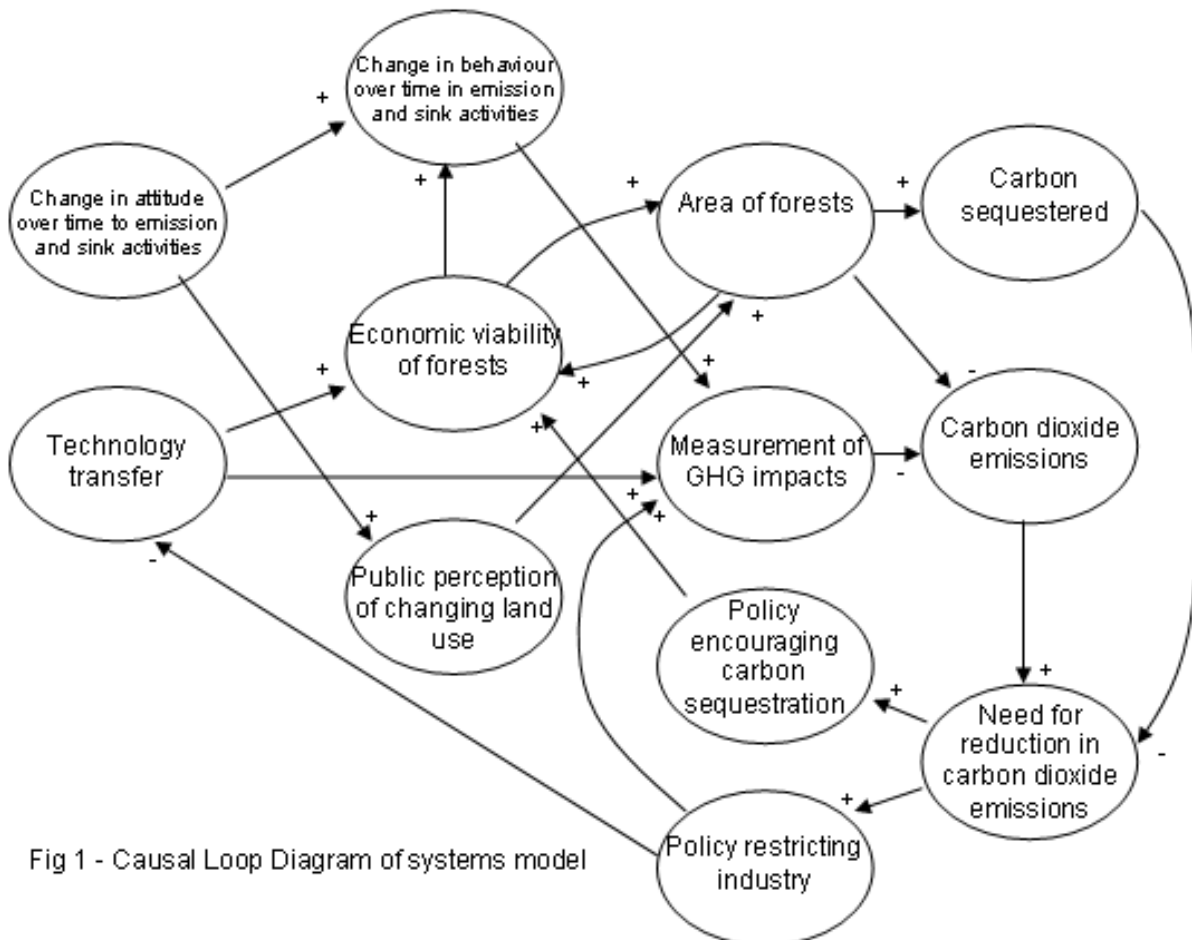 Change in behaviour
over time in emission
and sink activities
+
Change in attitude
over time to emission
and sink activities
+
+
Area of forests
+
Carbon
sequestered
Economic viability
of forests
+
+
+
+
-
Technology
transfer
+
Measurement of
GHG impacts
-
Carbon dioxide
emissions
+
+
-
+
Public perception
of changing land
use
Policy
encouraging
carbon
sequestration
+
+
Need for
reduction in
carbon dioxide
emissions
-
+
Policy restricting
industry
Fig 1 - Causal Loop Diagram of systems model